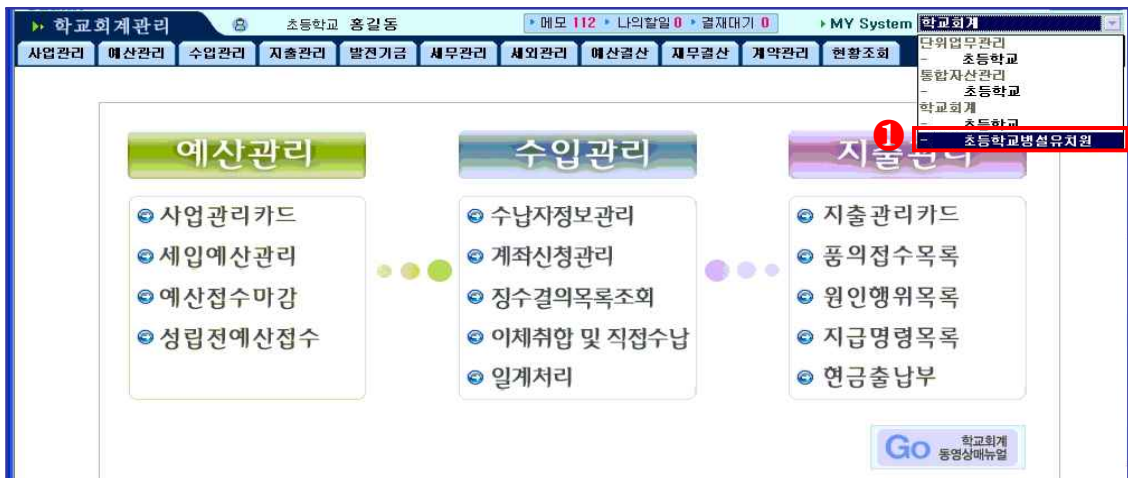 학교회계관리 초등학교 홍길동 메모 112 나의할일 0 결재대기 0 MY System 학교회계
사업관리 예산관리 수입관리 지출관리 발전기금 세무관리 세외관리 예산결산 재무결산 계약관리 현황조회
단위업무관리
- 초등학교
통합자산관리
- 초등학교
학교회계
- 초등학교
1 - 초등학교병설유치원
예산관리 수입관리 지출관리
사업관리카드 수납자정보관리 지출관리카드
세입예산관리 계좌신청관리 품의접수목록
예산접수마감 징수결의목록조회 원인행위목록
성립전예산접수 이체취합 및 직접수납 지급명령목록
일계처리 현금출납부
Go 학교회계
동영상매뉴얼